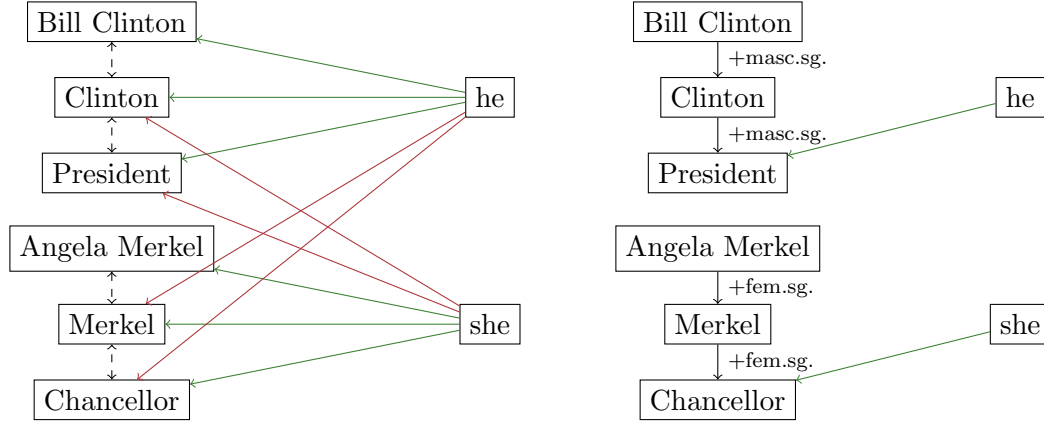 Bill Clinton
Clinton
he
President
Angela Merkel
Merkel
she
Chancellor
Bill Clinton
+masc.sg.
Clinton
he
+masc.sg.
President
Angela Merkel
+fem.sg.
Merkel
she
+fem.sg.
Chancellor